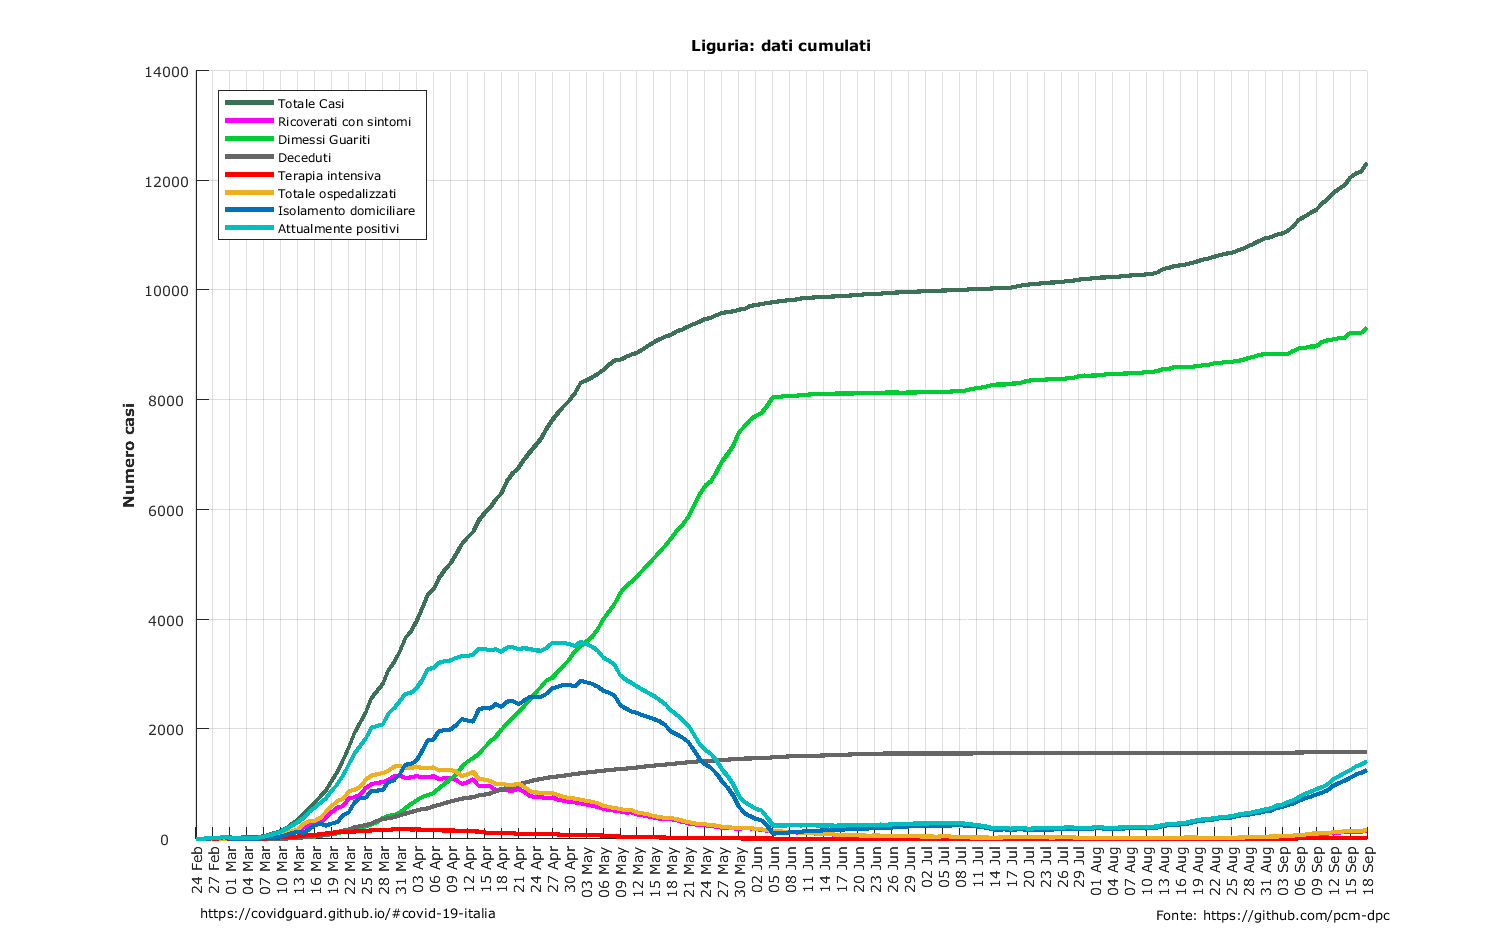 Liguria: dati cumulati
14000
12000
10000
8000
6000
4000
2000
0
Numero casi
Totale Casi
Ricoverati con sintomi
Dimessi Guariti
Deceduti
Terapia intensiva
Totale ospedalizzati
Isolamento domiciliare
Attualmente positivi
24 Feb
27 Feb
01 Mar
04 Mar
07 Mar
10 Mar
13 Mar
16 Mar
19 Mar
22 Mar
25 Mar
28 Mar
31 Mar
03 Apr
06 Apr
09 Apr
12 Apr
15 Apr
18 Apr
21 Apr
24 Apr
27 Apr
30 Apr
03 May
06 May
09 May
12 May
15 May
18 May
21 May
24 May
27 May
30 May
02 Jun
05 Jun
08 Jun
11 Jun
14 Jun
17 Jun
20 Jun
23 Jun
26 Jun
29 Jun
02 Jul
05 Jul
08 Jul
11 Jul
14 Jul
17 Jul
20 Jul
23 Jul
26 Jul
29 Jul
01 Aug
04 Aug
07 Aug
10 Aug
13 Aug
16 Aug
19 Aug
22 Aug
25 Aug
28 Aug
31 Aug
03 Sep
06 Sep
09 Sep
12 Sep
15 Sep
18 Sep
https://covidguard.github.io/#covid-19-italia
Fonte: https://github.com/pcm-dpc